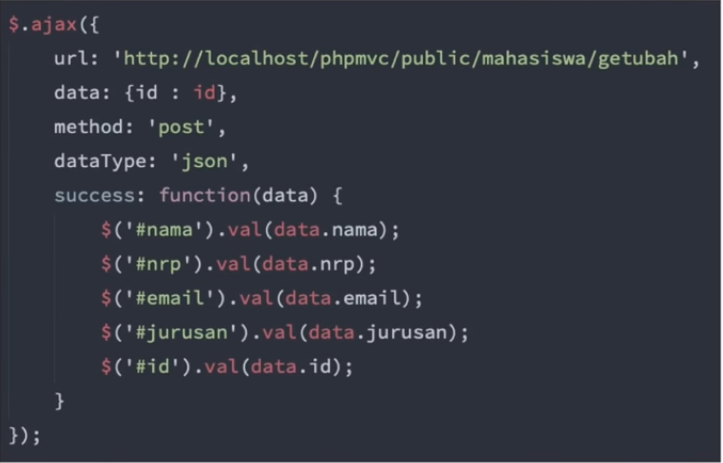 $.ajax({
    url: 'http://localhost/phpmvc/public/mahasiswa/getubah',
    data: {id : id},
    method: 'post',
    dataType: 'json',
    success: function(data) {
        $('#nama').val(data.nama);
        $('#nrp').val(data.nrp);
        $('#email').val(data.email);
        $('#jurusan').val(data.jurusan);
        $('#id').val(data.id);
    }
});